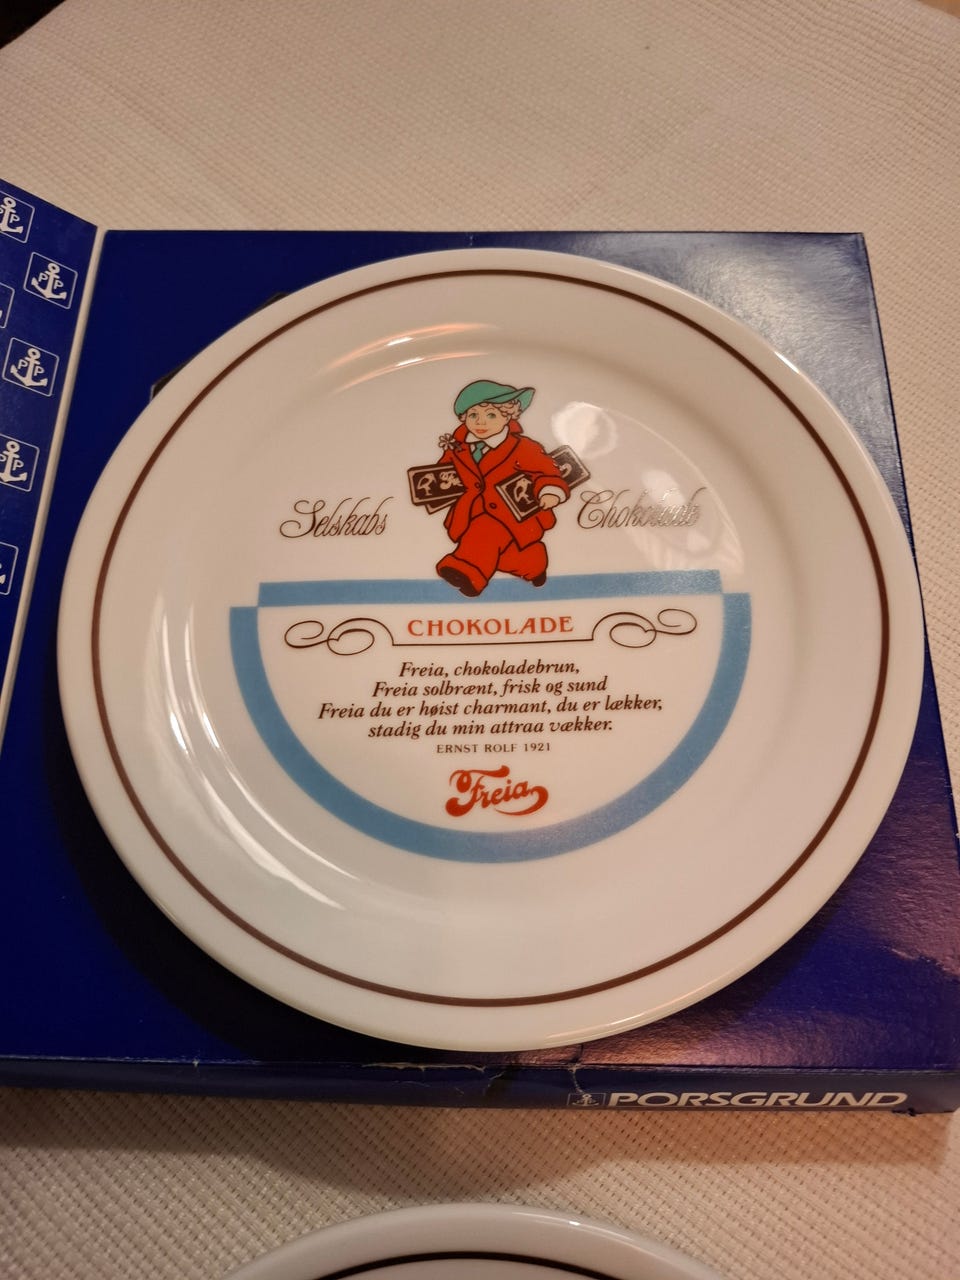 Selskabs Chokolade
CHOKOLADE
Freia, chokoladebrun,
Freia solbrænt, frisk og sund
Freia du er høist charmant, du er lækker,
stadig du min attraa vækker.
ERNST ROLF 1921
Freia
PORSGRUND